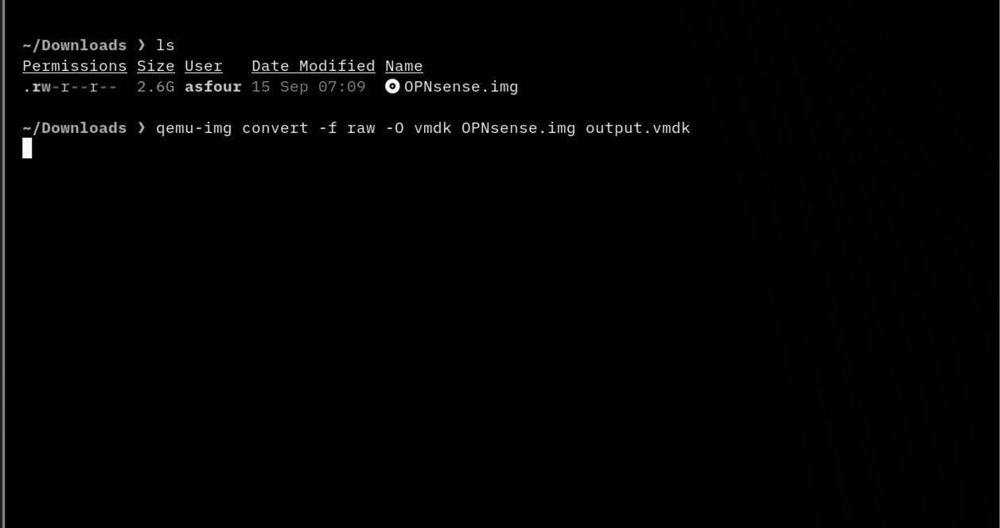 ~/Downloads ❯ ls
Permissions Size User   Date Modified Name
.rw-r--r--  2.6G asfour 15 Sep 07:09  OPNsense.img
~/Downloads ❯ qemu-img convert -f raw -O vmdk OPNsense.img output.vmdk